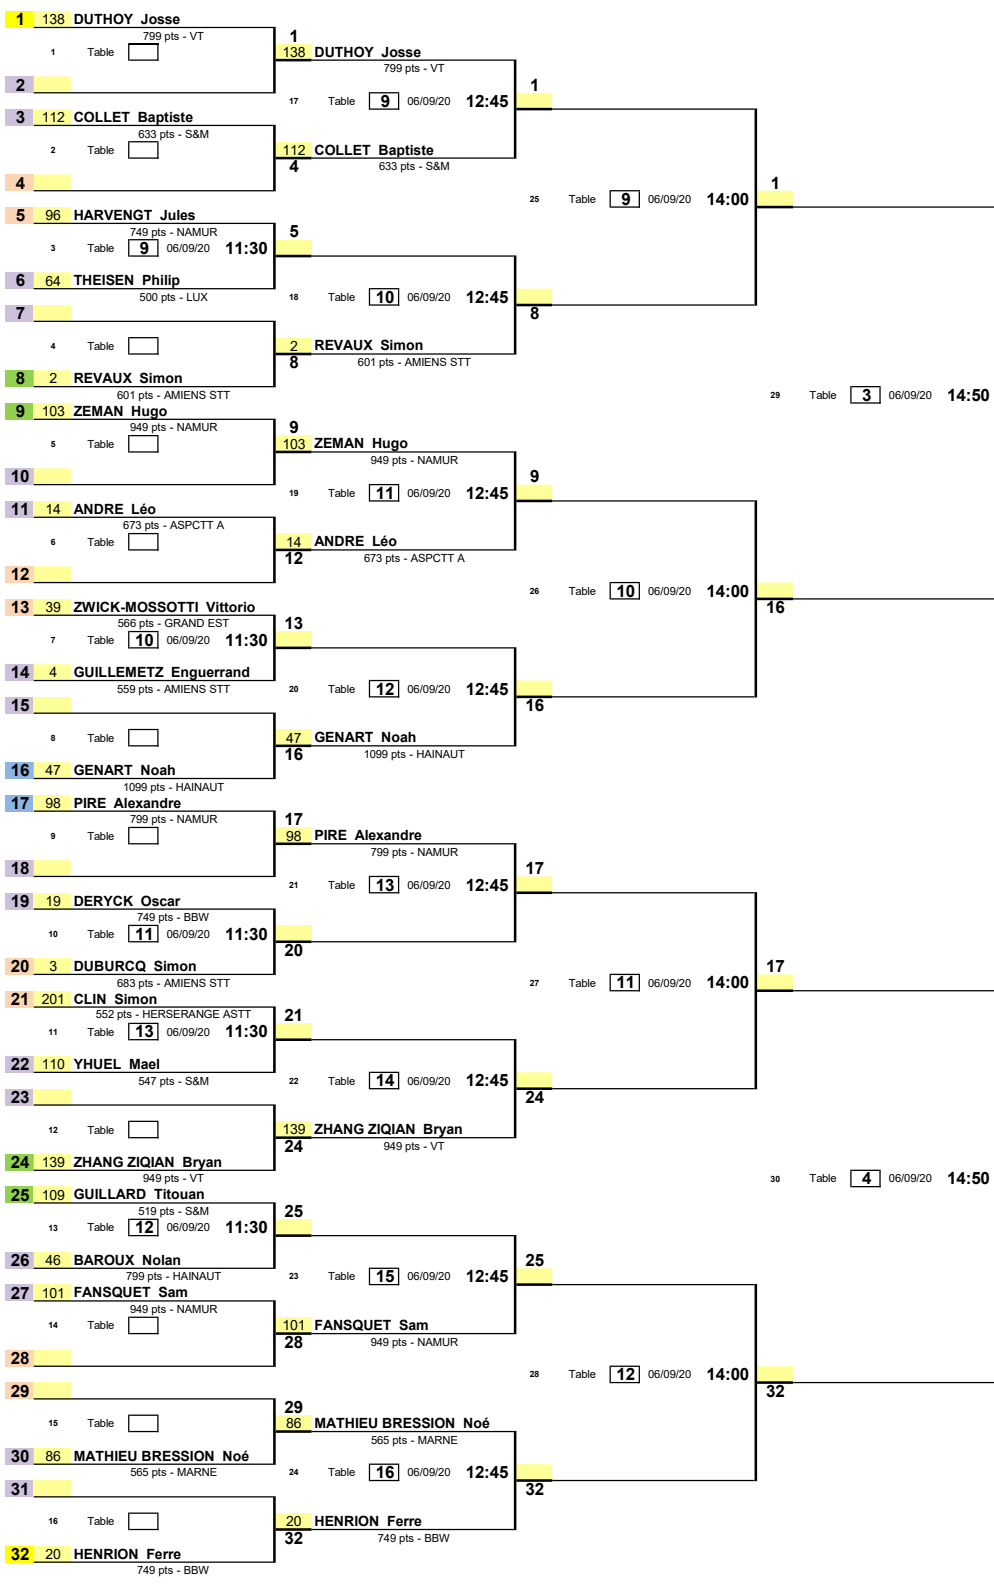 1 138 DUTHOY Josse
799 pts - VT
1 Table
1
138 DUTHOY Josse
799 pts - VT
2
17 Table 9 06/09/20 12:45
1
3 112 COLLET Baptiste
633 pts - S&M
2 Table
112 COLLET Baptiste
4 633 pts - S&M
4
25 Table 9 06/09/20 14:00
1
5 96 HARVENGT Jules
749 pts - NAMUR
3 Table 9 06/09/20 11:30
5
6 64 THEISEN Philip
500 pts - LUX
18 Table 10 06/09/20 12:45
8
7
4 Table
2 REVAUX Simon
8 601 pts - AMIENS STT
8 2 REVAUX Simon
601 pts - AMIENS STT
29 Table 3 06/09/20 14:50
9 103 ZEMAN Hugo
949 pts - NAMUR
5 Table
9
103 ZEMAN Hugo
949 pts - NAMUR
10
19 Table 11 06/09/20 12:45
9
11 14 ANDRE Léo
673 pts - ASPCTT A
6 Table
14 ANDRE Léo
12 673 pts - ASPCTT A
12
26 Table 10 06/09/20 14:00
16
13 39 ZWICK-MOSSOTTI Vittorio
566 pts - GRAND EST
7 Table 10 06/09/20 11:30
13
14 4 GUILLEMETZ Enguerrand
559 pts - AMIENS STT
20 Table 12 06/09/20 12:45
16
15
8 Table
47 GENART Noah
16 1099 pts - HAINAUT
16 47 GENART Noah
1099 pts - HAINAUT
17 98 PIRE Alexandre
799 pts - NAMUR
9 Table
17
98 PIRE Alexandre
799 pts - NAMUR
18
21 Table 13 06/09/20 12:45
17
19 19 DERYCK Oscar
749 pts - BBW
10 Table 11 06/09/20 11:30
20
20 3 DUBURCQ Simon
683 pts - AMIENS STT
27 Table 11 06/09/20 14:00
17
21 201 CLIN Simon
552 pts - HERSERANGE ASTT
11 Table 13 06/09/20 11:30
21
22 110 YHUEL Mael
547 pts - S&M
22 Table 14 06/09/20 12:45
24
23
12 Table
139 ZHANG ZIQIAN Bryan
24 949 pts - VT
24 139 ZHANG ZIQIAN Bryan
949 pts - VT
30 Table 4 06/09/20 14:50
25 109 GUILLARD Titouan
519 pts - S&M
13 Table 12 06/09/20 11:30
25
26 46 BAROUX Nolan
799 pts - HAINAUT
23 Table 15 06/09/20 12:45
25
27 101 FANSQUET Sam
949 pts - NAMUR
14 Table
101 FANSQUET Sam
28 949 pts - NAMUR
28
28 Table 12 06/09/20 14:00
32
29
15 Table
29
86 MATHIEU BRESSION Noé
565 pts - MARNE
30 86 MATHIEU BRESSION Noé
565 pts - MARNE
24 Table 16 06/09/20 12:45
32
31
16 Table
20 HENRION Ferre
32 749 pts - BBW
32 20 HENRION Ferre
749 pts - BBW